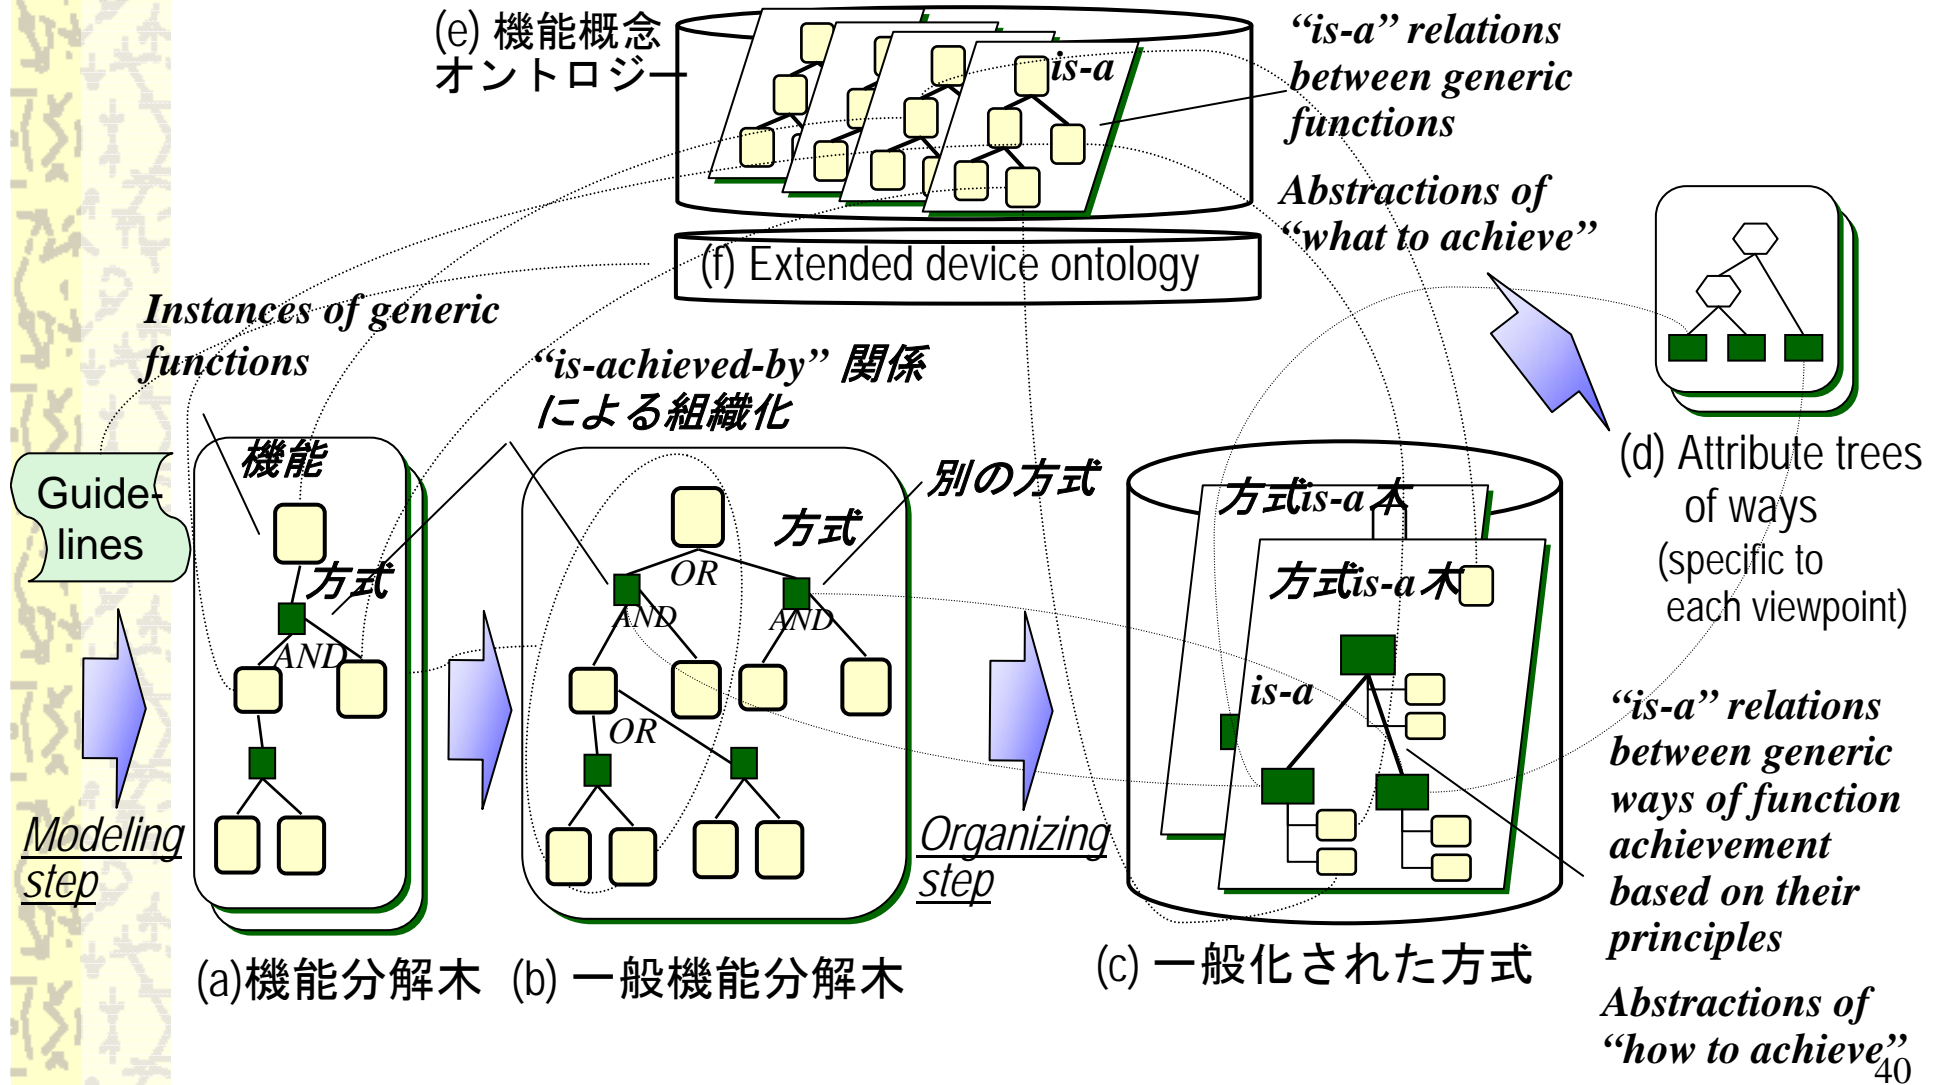 (e) 機能概念
オントロジー
is-a
“is-a” relations
between generic
functions
Abstractions of
“what to achieve”
(f) Extended device ontology
Instances of generic
functions
“is-achieved-by” 関係
による組織化
Guide-
lines
機能
方式
AND
方式
別の方式
OR
AND
AND
OR
方式is-a 木
方式is-a 木
is-a
(d) Attribute trees
of ways
(specific to
each viewpoint)
“is-a” relations
between generic
ways of function
achievement
based on their
principles
Abstractions of
“how to achieve”
Modeling
step
Organizing
step
(a)機能分解木
(b) 一般機能分解木
(c) 一般化された方式
40